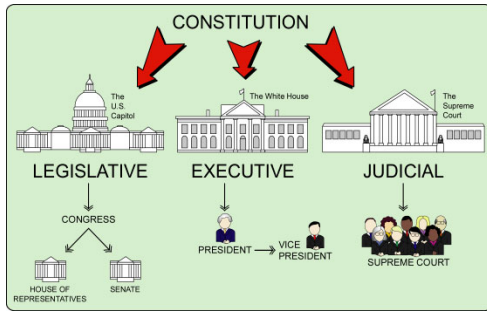 CONSTITUTION
The
U.S.
Capitol
The White House
The
Supreme
Court
LEGISLATIVE
EXECUTIVE
JUDICIAL
CONGRESS
HOUSE OF
REPRESENTATIVES
SENATE
PRESIDENT
VICE
PRESIDENT
SUPREME COURT